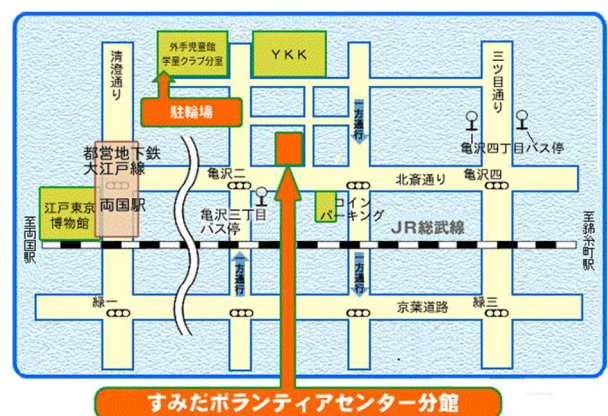 外手児童館
学童クラブ分室
YKK
清澄通り
三ツ目通り
駐輪場
一方通行
亀沢四丁目バス停
都営地下鉄
大江戸線
両国駅
亀沢二
北斎通り
亀沢四
江戸東京
博物館
亀沢三丁目
バス停
コイン
パーキング
JR総武線
至両国駅
至錦糸町駅
一方通行
一方通行
緑一
京葉道路
緑三
すみだボランティアセンター分館